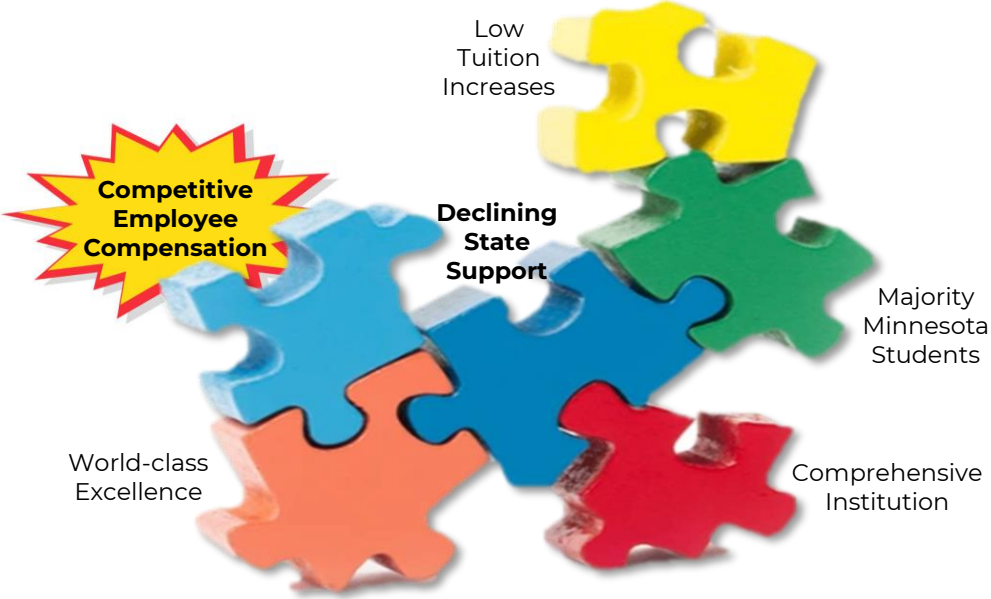 Low
Tuition
Increases
Competitive
Employee
Compensation
Declining
State
Support
Majority
Minnesota
Students
World-class
Excellence
Comprehensive
Institution